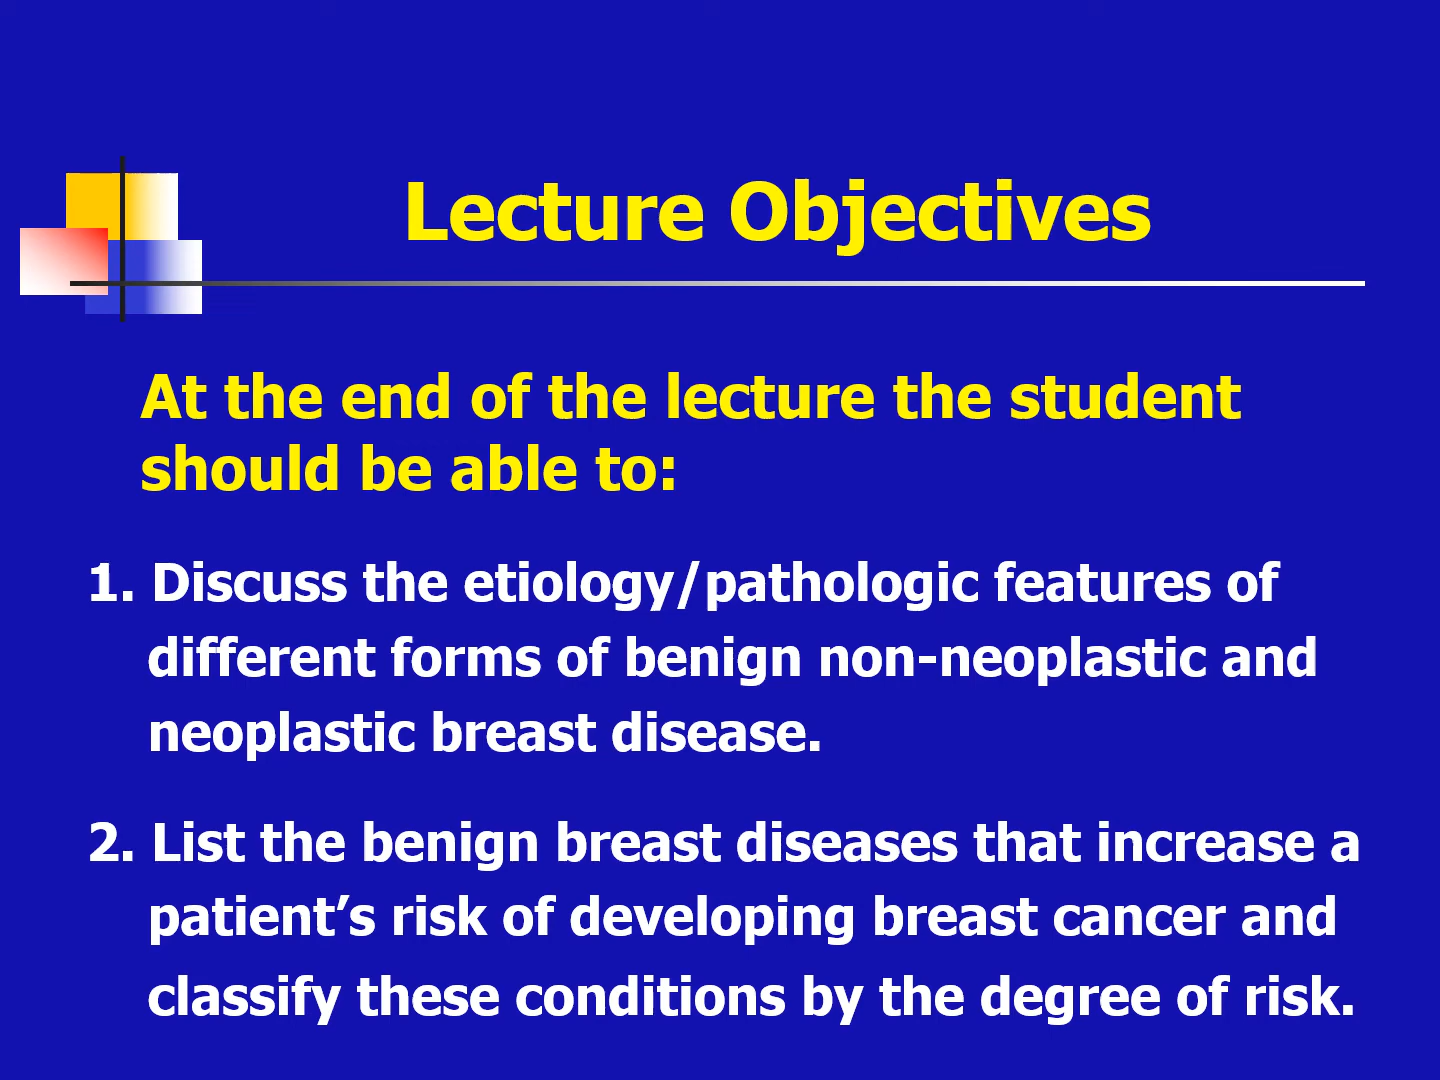 Lecture Objectives
At the end of the lecture the student
should be able to:
1. Discuss the etiology/pathologic features of
different forms of benign non-neoplastic and
neoplastic breast disease.
2. List the benign breast diseases that increase a
patient’s risk of developing breast cancer and
classify these conditions by the degree of risk.